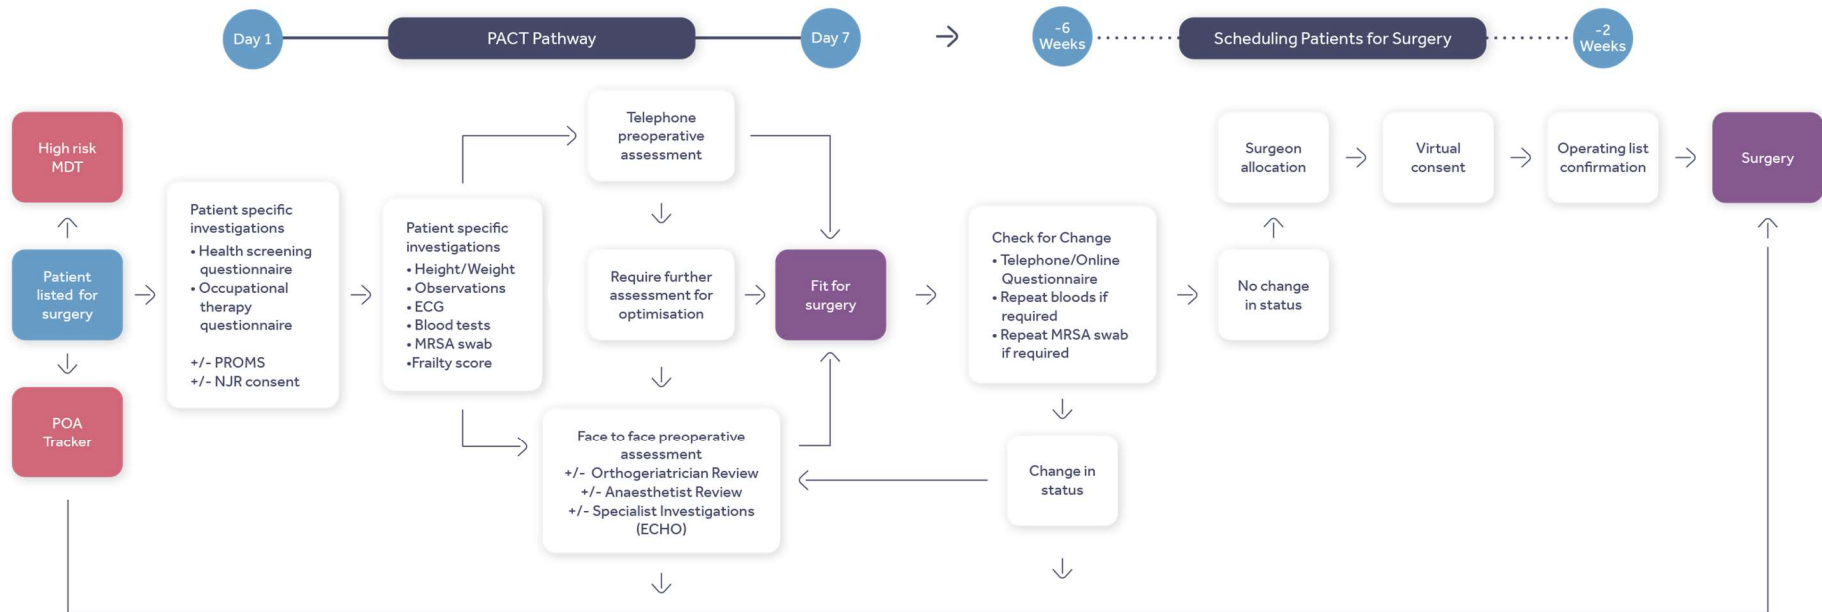 Day 1
PACT Pathway
Day 7
-6
Weeks
Scheduling Patients for Surgery
-2
Weeks
High risk
MDT
Patient
listed for
surgery
POA
Tracker
Patient specific
investigations
• Health screening
questionnaire
• Occupational
therapy
questionnaire
+/- PROMS
+/- NJR consent
Patient specific
investigations
• Height/Weight
• Observations
• ECG
• Blood tests
• MRSA swab
•Frailty score
Telephone
preoperative
assessment
Require further
assessment for
optimisation
Face to face preoperative
assessment
+/- Orthogeriatrician Review
+/- Anaesthetist Review
+/- Specialist Investigations
(ECHO)
Fit for
surgery
Check for Change
• Telephone/Online
Questionnaire
• Repeat bloods if
required
• Repeat MRSA swab
if required
Change in
status
No change
in status
Surgeon
allocation
Virtual
consent
Operating list
confirmation
Surgery